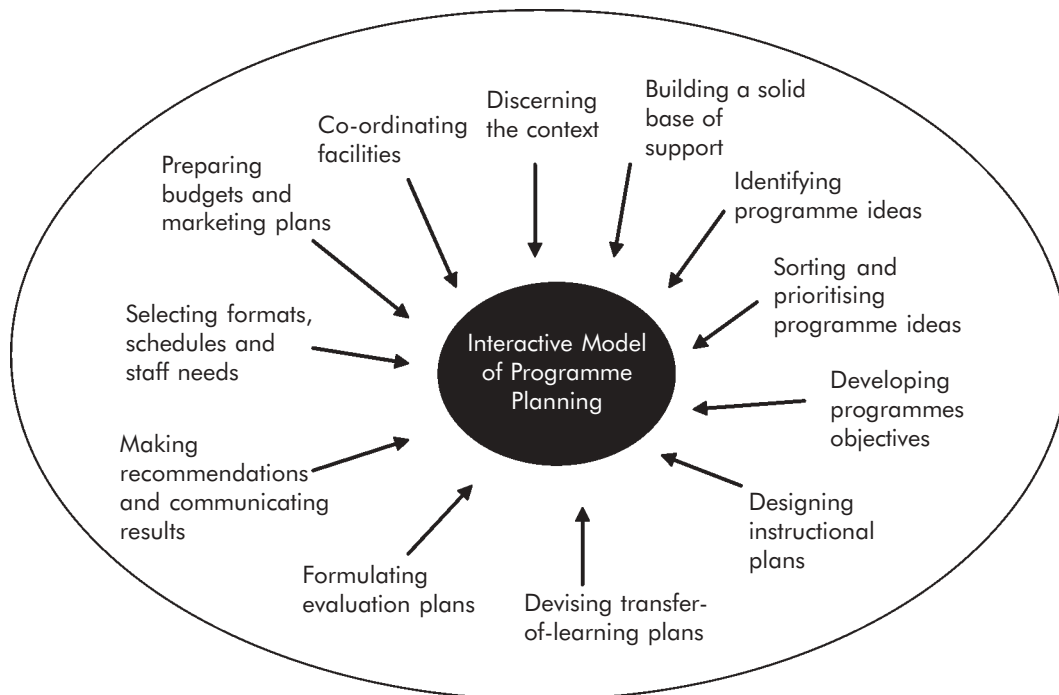 Discerning
the context
Building a solid
base of
support
Identifying
programme ideas
Sorting and
prioritising
programme ideas
Developing
programmes
objectives
Designing
instructional
plans
Devising transfer-
of-learning plans
Formulating
evaluation plans
Making
recommendations
and communicating
results
Selecting formats,
schedules and
staff needs
Preparing
budgets and
marketing plans
Co-ordinating
facilities
Interactive Model
of Programme
Planning